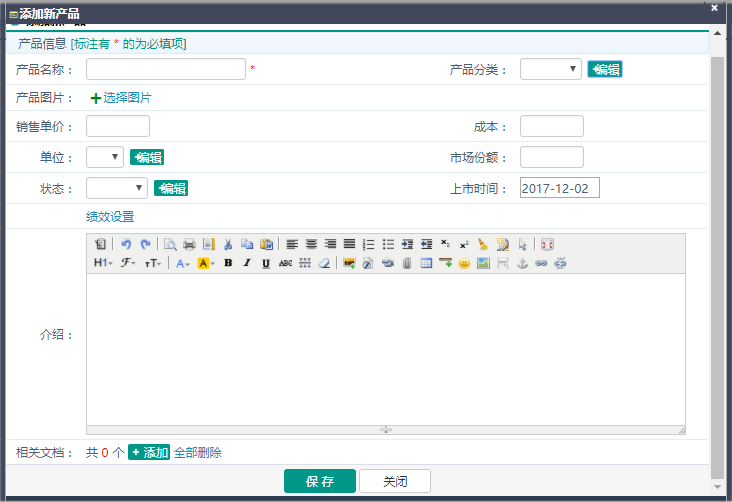 添加新产品
产品信息 [标注有 * 的为必填项]
产品名称： * 产品分类： 编辑
产品图片： 选择图片
销售单价： 成本：
单位： 编辑 市场份额：
状态： 编辑 上市时间： 2017-12-02
绩效设置
H1 F тT A A B I U ABC
介绍：
相关文档： 共 0 个 + 添加 全部删除
保 存 关闭